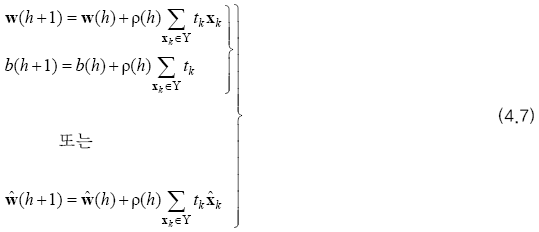 w(h+1) = w(h) + ρ(h) ∑_{x_k∈Y} t_k x_k
b(h+1) = b(h) + ρ(h) ∑_{x_k∈Y} t_k
또는
(4.7)
ŵ(h+1) = ŵ(h) + ρ(h) ∑_{x_k∈Y} t_k x̂_k